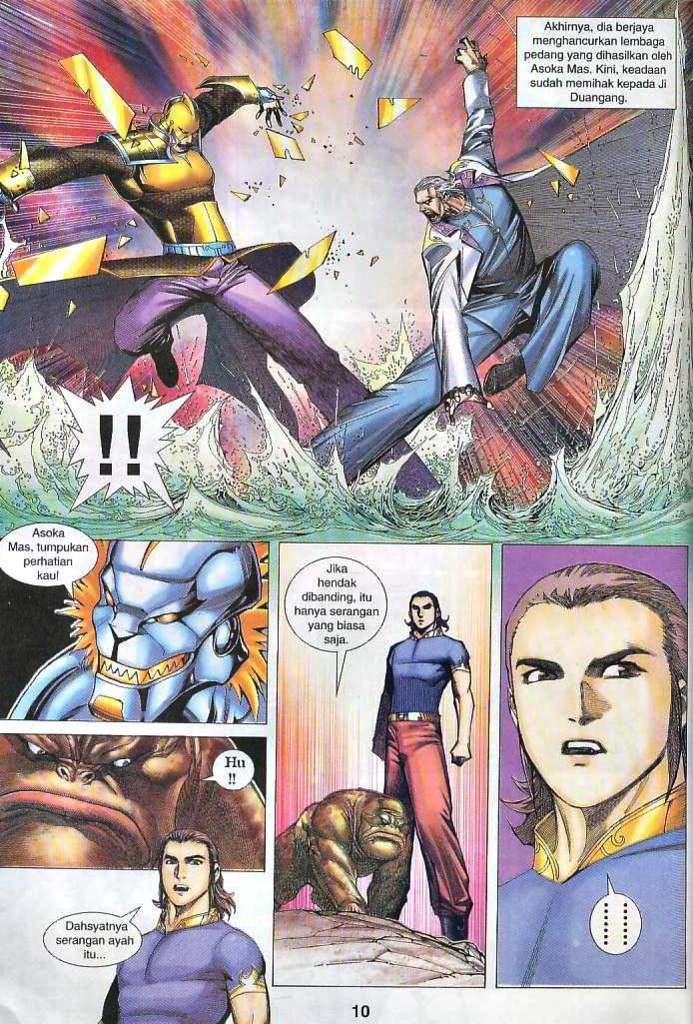 Akhirnya, dia berjaya
menghancurkan lembaga
pedang yang dihasilkan oleh
Asoka Mas. Kini, keadaan
sudah memihak kepada Ji
Duangang.
!!
Asoka
Mas, tumpukan
perhatian
kau!
Hu
!!
Dahsyatnya
serangan ayah
itu...
Jika
hendak
dibanding, itu
hanya serangan
yang biasa
saja.
10